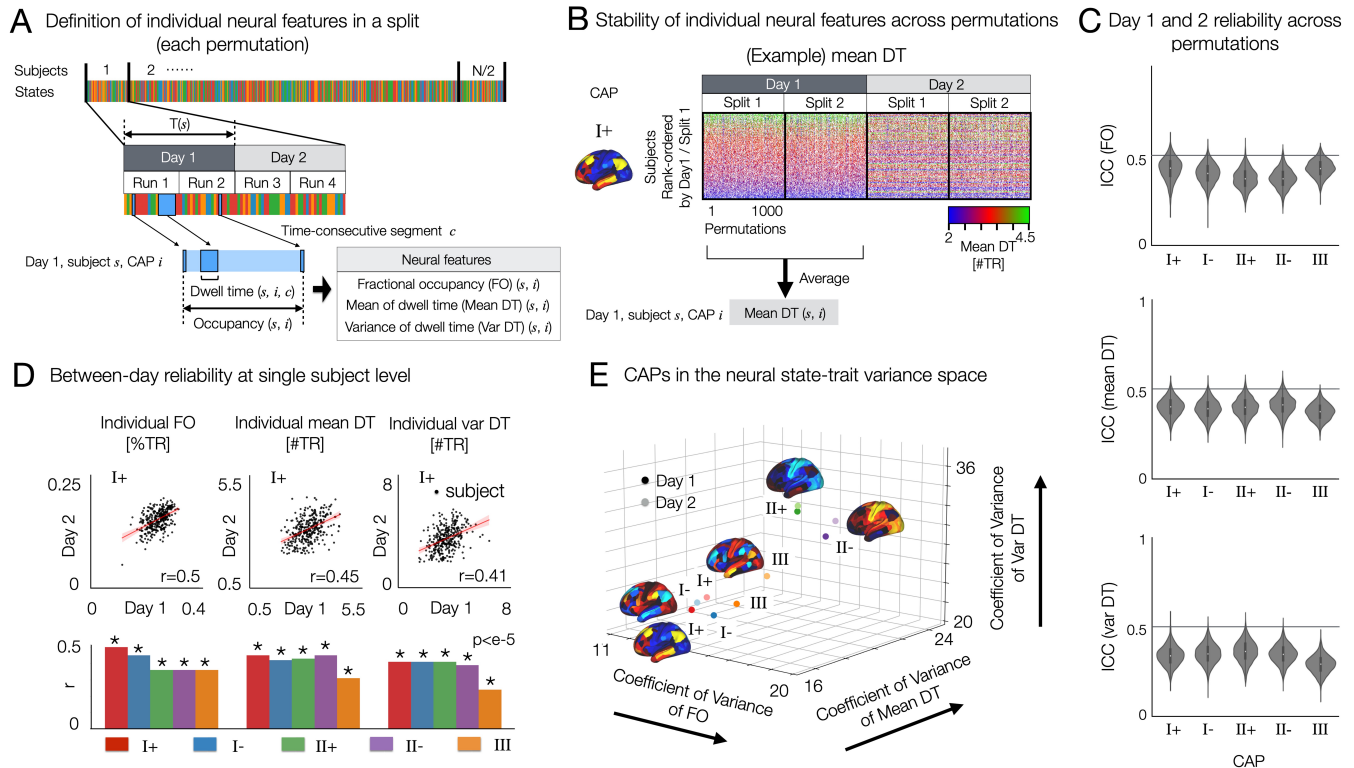 A Definition of individual neural features in a split
(each permutation)
Subjects 1 2 ...... N/2
States
T(s)
Day 1 Day 2
Run 1 Run 2 Run 3 Run 4
Time-consecutive segment c
Day 1, subject s, CAP i
Dwell time (s, i, c)
Occupancy (s, i)
Neural features
Fractional occupancy (FO) (s, i)
Mean of dwell time (Mean DT) (s, i)
Variance of dwell time (Var DT) (s, i)
B Stability of individual neural features across permutations
(Example) mean DT
CAP
I+
Day 1 Day 2
Split 1 Split 2 Split 1 Split 2
Subjects
Rank-ordered
by Day1 / Split 1
1 1000
Permutations
2 4.5
Mean DT
[#TR]
Average
Day 1, subject s, CAP i Mean DT (s, i)
C Day 1 and 2 reliability across
permutations
1
0.5
0
ICC (FO)
I+ I- II+ II- III
1
0.5
0
ICC (mean DT)
I+ I- II+ II- III
1
0.5
0
ICC (var DT)
I+ I- II+ II- III
CAP
D Between-day reliability at single subject level
Individual FO
[%TR]
I+
0.25
0
Day 2
r=0.5
0 Day 1 0.4
Individual mean DT
[#TR]
I+
5.5
0.5
Day 2
r=0.45
0.5 Day 1 5.5
Individual var DT
[#TR]
I+
subject
8
0
Day 2
r=0.41
0 Day 1 8
p<e-5
0.5
r
0
* * * * *
* * * * *
* * * * *
I+ I- II+ II- III
E CAPs in the neural state-trait variance space
Day 1
Day 2
II+
II-
III
I- I+
III
I+ I-
36
20
Coefficient of Variance
of Var DT
11
20
Coefficient of Variance
of FO
16
24
Coefficient of Variance
of Mean DT